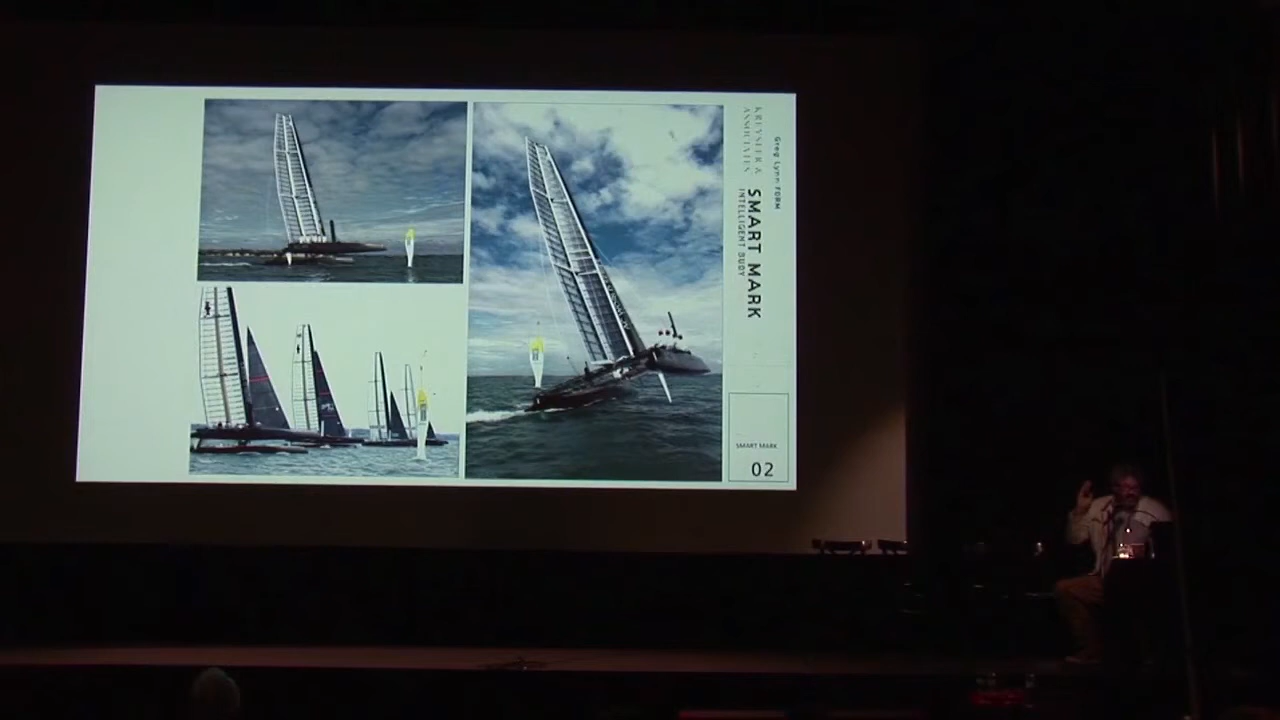 Greg Lynn FORM
KREYSLER &
ASSOCIATES
SMART MARK
INTELLIGENT BUOY
SMART MARK
02